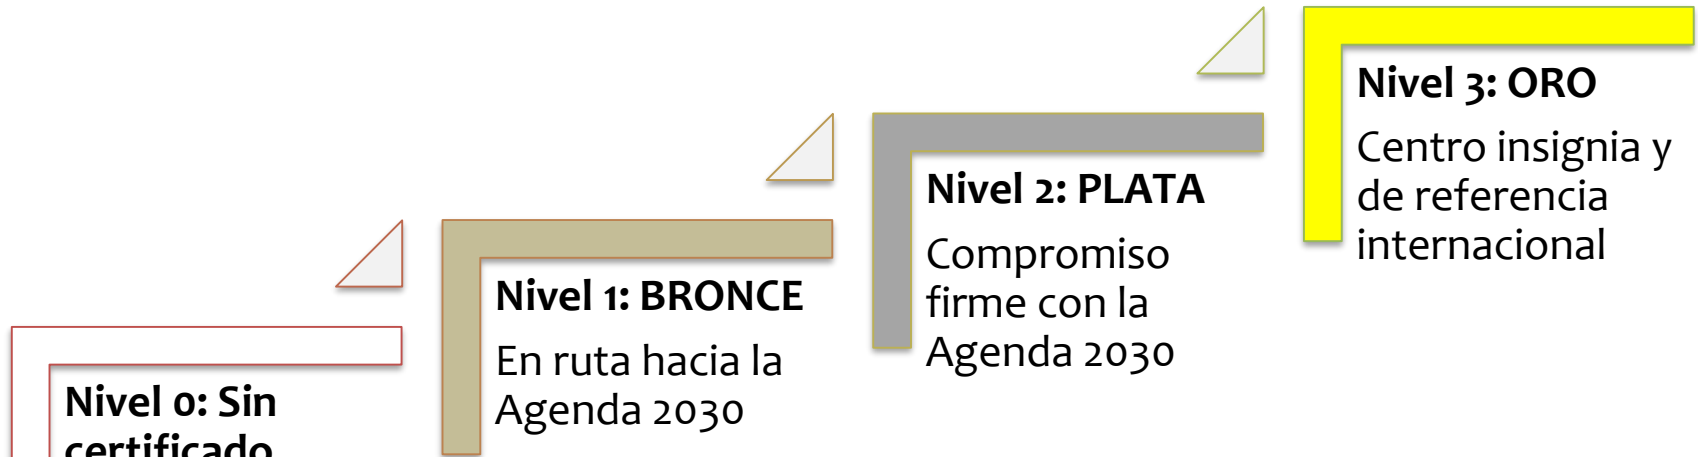 Nivel 3: ORO
Centro insignia y
de referencia
internacional
Nivel 2: PLATA
Compromiso
firme con la
Agenda 2030
Nivel 1: BRONCE
En ruta hacia la
Agenda 2030
Nivel 0: Sin
certificado